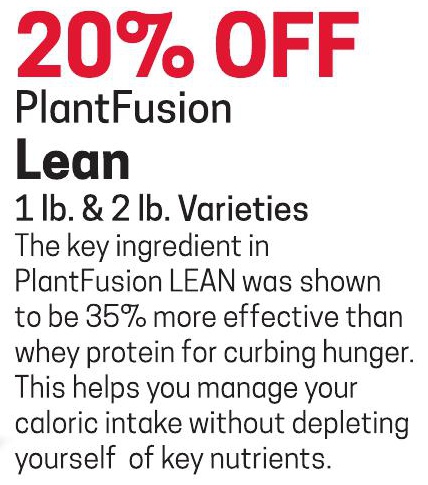 20% OFF
PlantFusion
Lean
1 lb. & 2 lb. Varieties
The key ingredient in
PlantFusion LEAN was shown
to be 35% more effective than
whey protein for curbing hunger.
This helps you manage your
caloric intake without depleting
yourself of key nutrients.